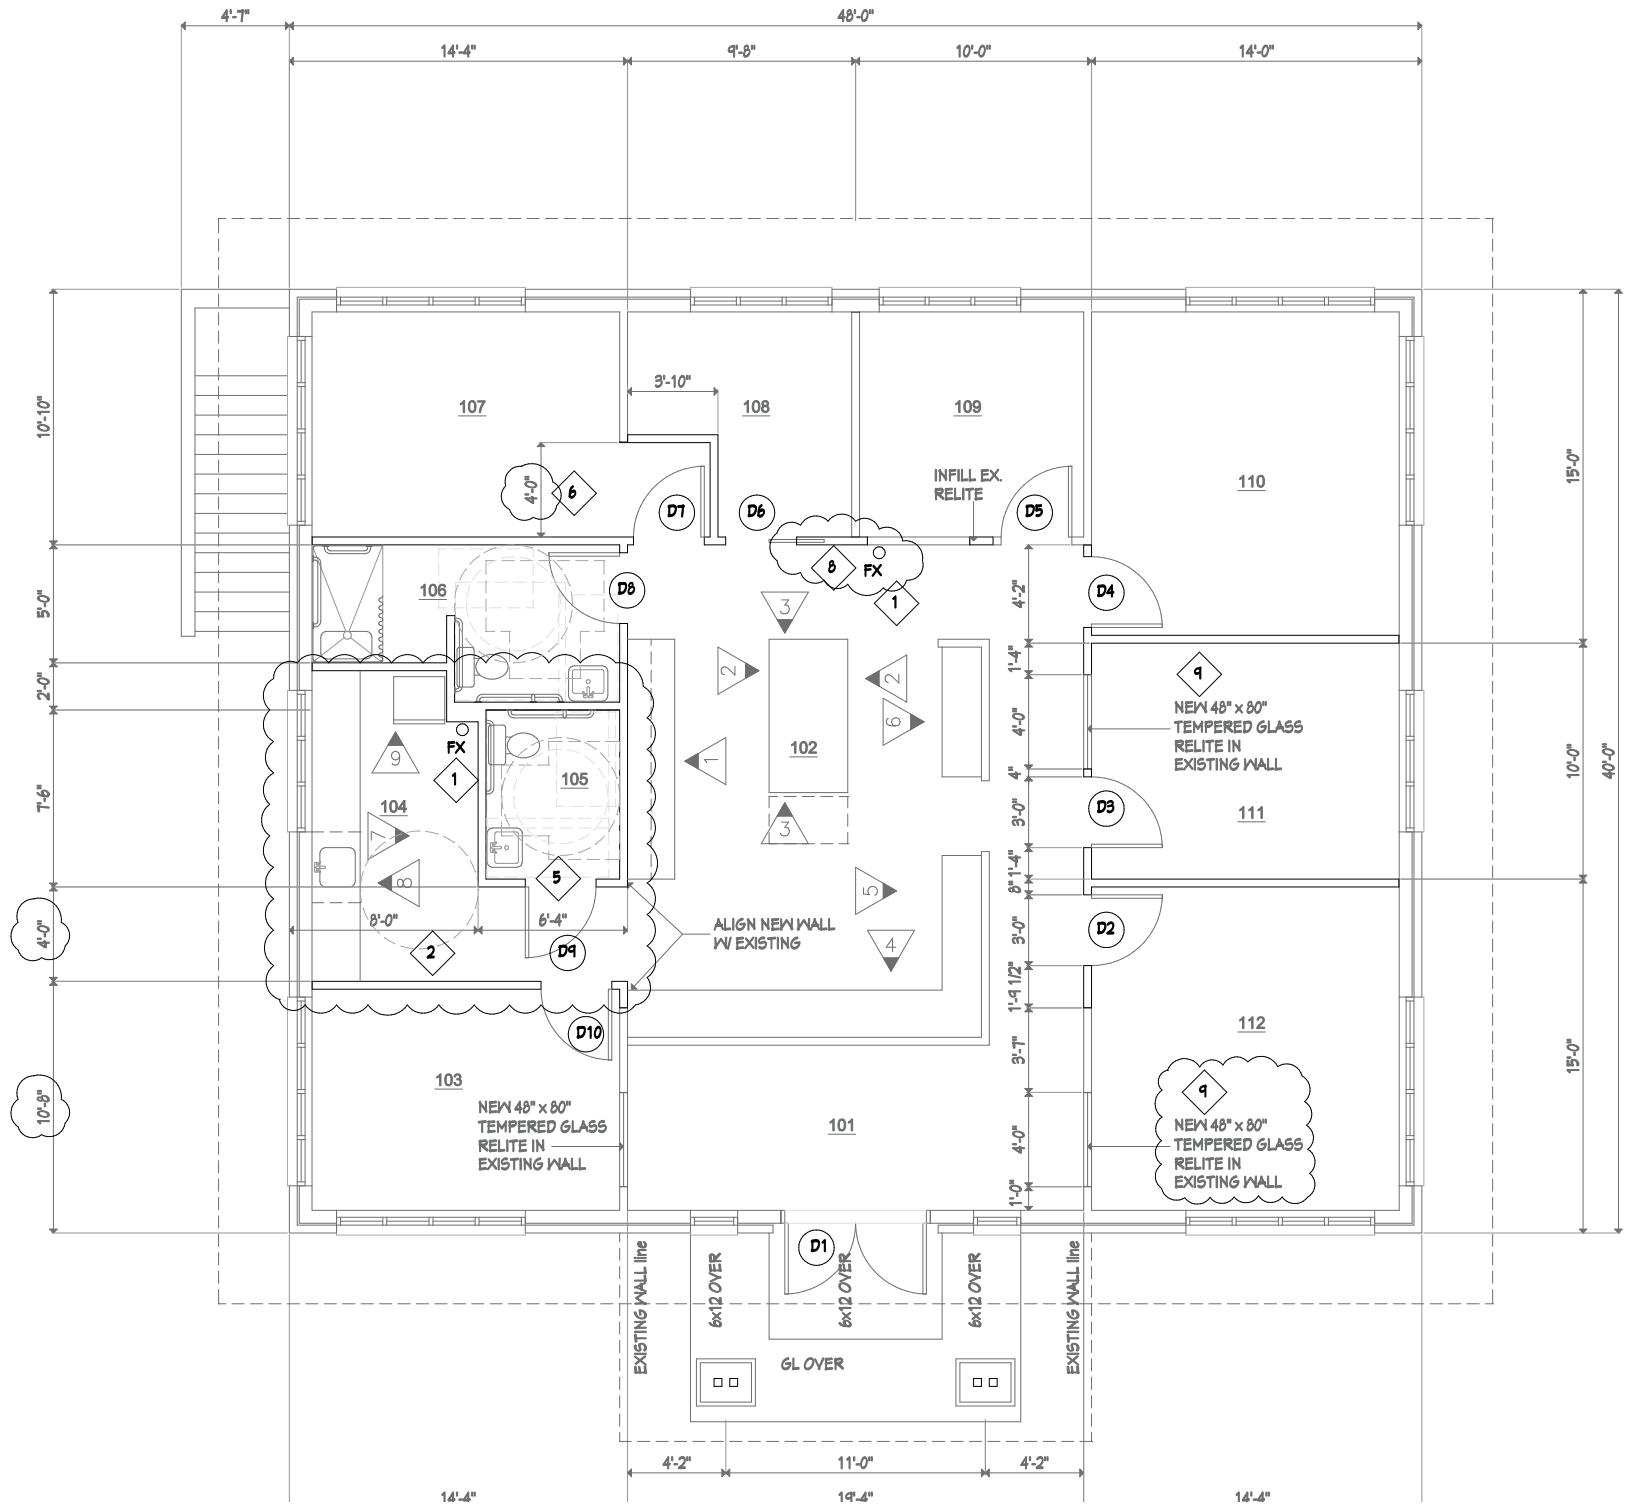 4'-7"
48'-0"
14'-4"
9'-8"
10'-0"
14'-0"
10'-10"
5'-0"
2'-0"
7'-6"
4'-0"
10'-8"
15'-0"
10'-0"
15'-0"
40'-0"
107
3'-10"
108
109
110
4'-0"
6
D7
D6
INFILL EX.
RELITE
D5
8
FX
1
106
D8
D4
4'-2"
3
1'-4"
2
2
9
NEW 48" x 80"
TEMPERED GLASS
RELITE IN
EXISTING WALL
4'-0"
6
102
1
FX
9
1
105
104
7
4"
D3
3'-0"
111
3
8
5
1'-4"
8"
5
8'-0"
6'-4"
2
D9
ALIGN NEW WALL
W/ EXISTING
4
3'-0"
D2
1'-9 1/2"
D10
3'-7"
112
103
NEW 48" x 80"
TEMPERED GLASS
RELITE IN
EXISTING WALL
101
4'-0"
9
NEW 48" x 80"
TEMPERED GLASS
RELITE IN
EXISTING WALL
1'-0"
D1
EXISTING WALL line
6x12 OVER
6x12 OVER
6x12 OVER
EXISTING WALL line
GL OVER
4'-2"
11'-0"
4'-2"
14'-4"
19'-4"
14'-4"